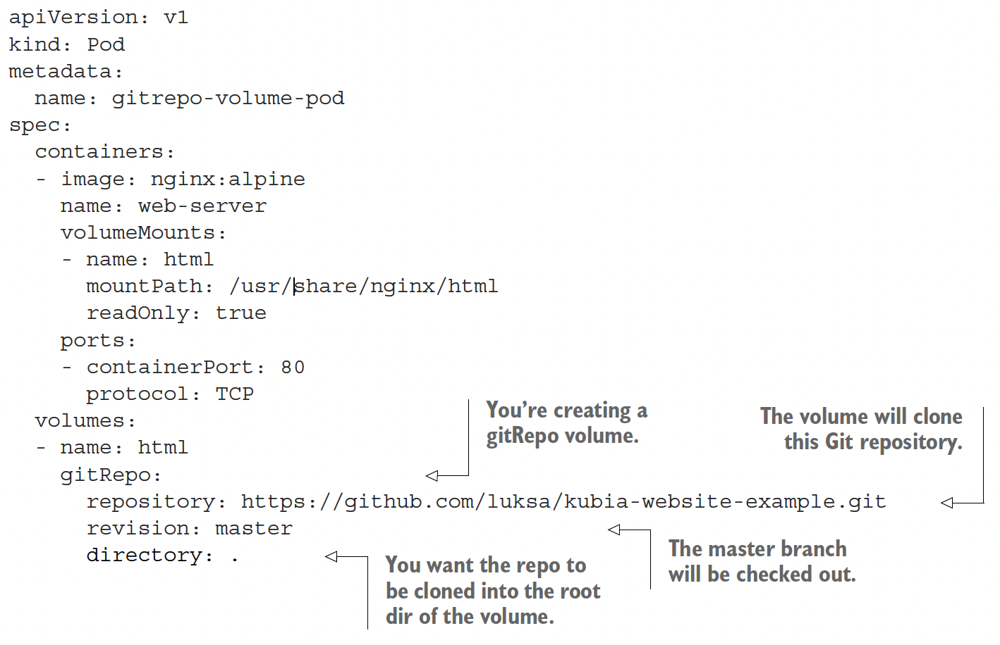 apiVersion: v1
kind: Pod
metadata:
  name: gitrepo-volume-pod
spec:
  containers:
  - image: nginx:alpine
    name: web-server
    volumeMounts:
    - name: html
      mountPath: /usr/share/nginx/html
      readOnly: true
    ports:
    - containerPort: 80
      protocol: TCP
  volumes:
  - name: html
    gitRepo:
      repository: https://github.com/luksa/kubia-website-example.git
      revision: master
      directory: .
You're creating a
gitRepo volume.
The volume will clone
this Git repository.
The master branch
will be checked out.
You want the repo to
be cloned into the root
dir of the volume.